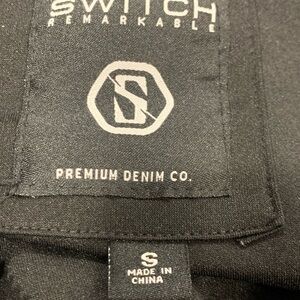 SWITCH
REMARKABLE
S
PREMIUM DENIM CO.
S
MADE IN
CHINA